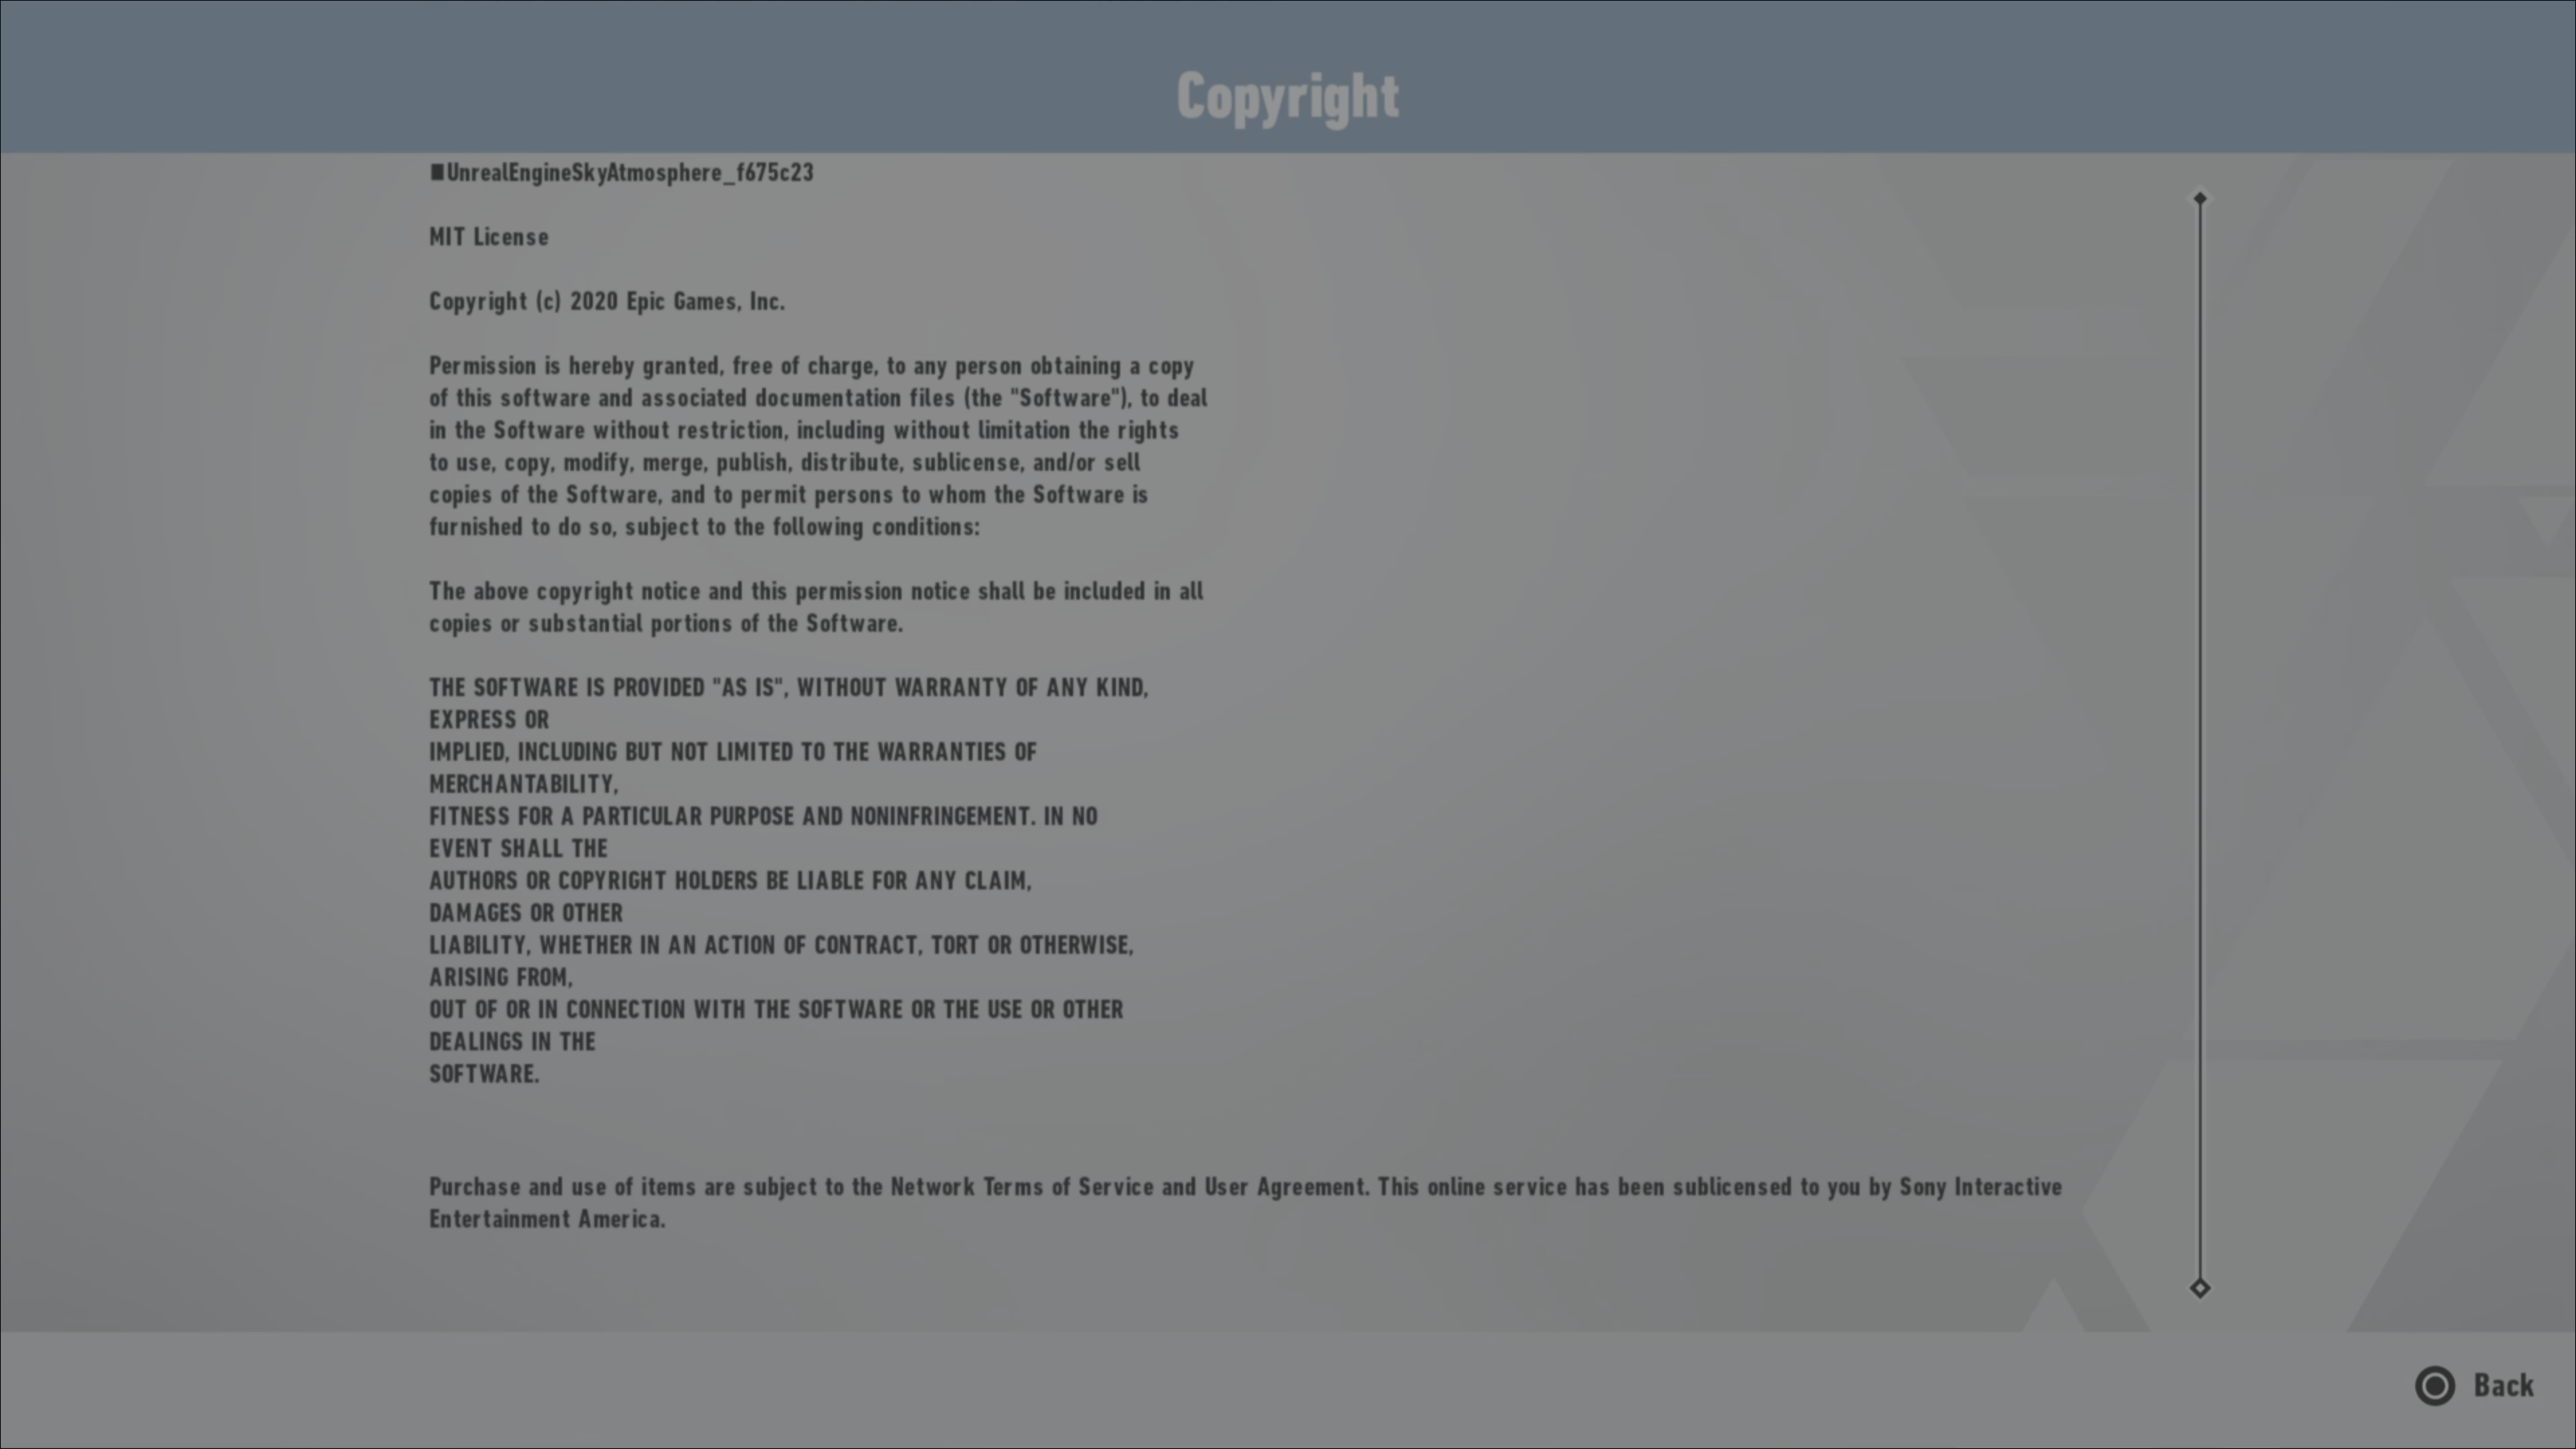 Copyright
■UnrealEngineSkyAtmosphere_f675c23
MIT License
Copyright (c) 2020 Epic Games, Inc.
Permission is hereby granted, free of charge, to any person obtaining a copy
of this software and associated documentation files (the "Software"), to deal
in the Software without restriction, including without limitation the rights
to use, copy, modify, merge, publish, distribute, sublicense, and/or sell
copies of the Software, and to permit persons to whom the Software is
furnished to do so, subject to the following conditions:
The above copyright notice and this permission notice shall be included in all
copies or substantial portions of the Software.
THE SOFTWARE IS PROVIDED "AS IS", WITHOUT WARRANTY OF ANY KIND,
EXPRESS OR
IMPLIED, INCLUDING BUT NOT LIMITED TO THE WARRANTIES OF
MERCHANTABILITY,
FITNESS FOR A PARTICULAR PURPOSE AND NONINFRINGEMENT. IN NO
EVENT SHALL THE
AUTHORS OR COPYRIGHT HOLDERS BE LIABLE FOR ANY CLAIM,
DAMAGES OR OTHER
LIABILITY, WHETHER IN AN ACTION OF CONTRACT, TORT OR OTHERWISE,
ARISING FROM,
OUT OF OR IN CONNECTION WITH THE SOFTWARE OR THE USE OR OTHER
DEALINGS IN THE
SOFTWARE.
Purchase and use of items are subject to the Network Terms of Service and User Agreement. This online service has been sublicensed to you by Sony Interactive
Entertainment America.
Back